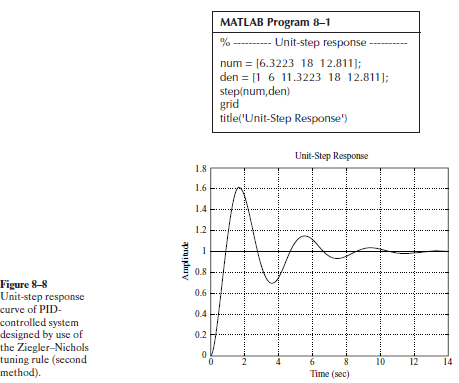 MATLAB Program 8–1
% ---------- Unit-step response ----------
num = [6.3223 18 12.811];
den = [1 6 11.3223 18 12.811];
step(num,den)
grid
title('Unit-Step Response')
Unit-Step Response
1.8
1.6
1.4
1.2
1
0.8
0.6
0.4
0.2
0
Amplitude
0 2 4 6 8 10 12 14
Time (sec)
Figure 8–8
Unit-step response
curve of PID-
controlled system
designed by use of
the Ziegler–Nichols
tuning rule (second
method).